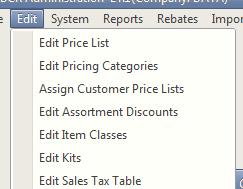 Edit System Reports Rebates Impor
Edit Price List
Edit Pricing Categories
Assign Customer Price Lists
Edit Assortment Discounts
Edit Item Classes
Edit Kits
Edit Sales Tax Table